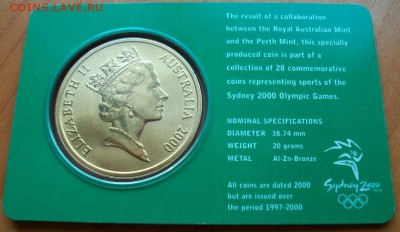 COINS.LAVE.RU
ELIZABETH II
AUSTRALIA 2000
The result of a collaboration
between the Royal Australian Mint
and the Perth Mint, this specially
produced coin is part of a
collection of 28 commemorative
coins representing sports of the
Sydney 2000 Olympic Games.
NOMINAL SPECIFICATIONS
DIAMETER 38.74 mm
WEIGHT 20 grams
METAL Al-Zn-Bronze
All coins are dated 2000
but are issued over
the period 1997-2000
Sydney 2000